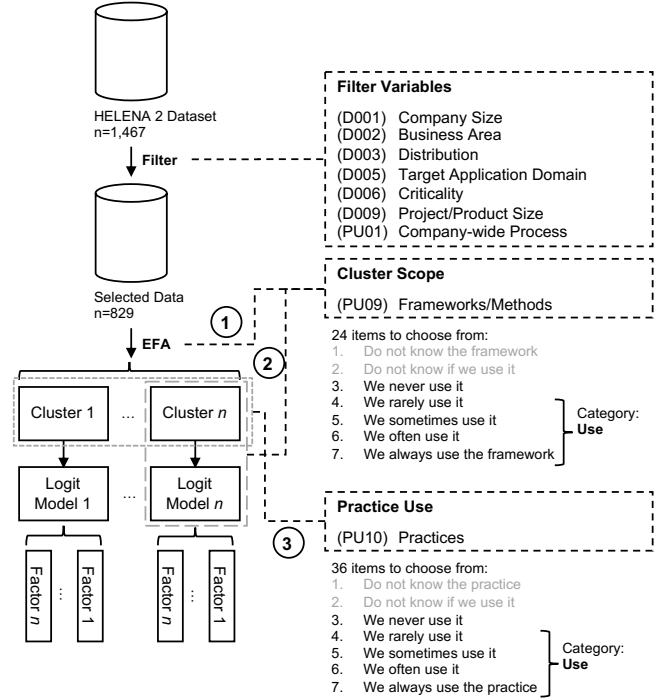 HELENA 2 Dataset
n=1,467
Filter
Selected Data
n=829
EFA
1
2
3
Cluster 1
...
Cluster n
Logit
Model 1
...
Logit
Model n
Factor n
...
Factor 1
Factor n
...
Factor 1
Filter Variables
(D001) Company Size
(D002) Business Area
(D003) Distribution
(D005) Target Application Domain
(D006) Criticality
(D009) Project/Product Size
(PU01) Company-wide Process
Cluster Scope
(PU09) Frameworks/Methods
24 items to choose from:
1. Do not know the framework
2. Do not know if we use it
3. We never use it
4. We rarely use it
5. We sometimes use it
6. We often use it
7. We always use the framework
Category:
Use
Practice Use
(PU10) Practices
36 items to choose from:
1. Do not know the practice
2. Do not know if we use it
3. We never use it
4. We rarely use it
5. We sometimes use it
6. We often use it
7. We always use the practice
Category:
Use